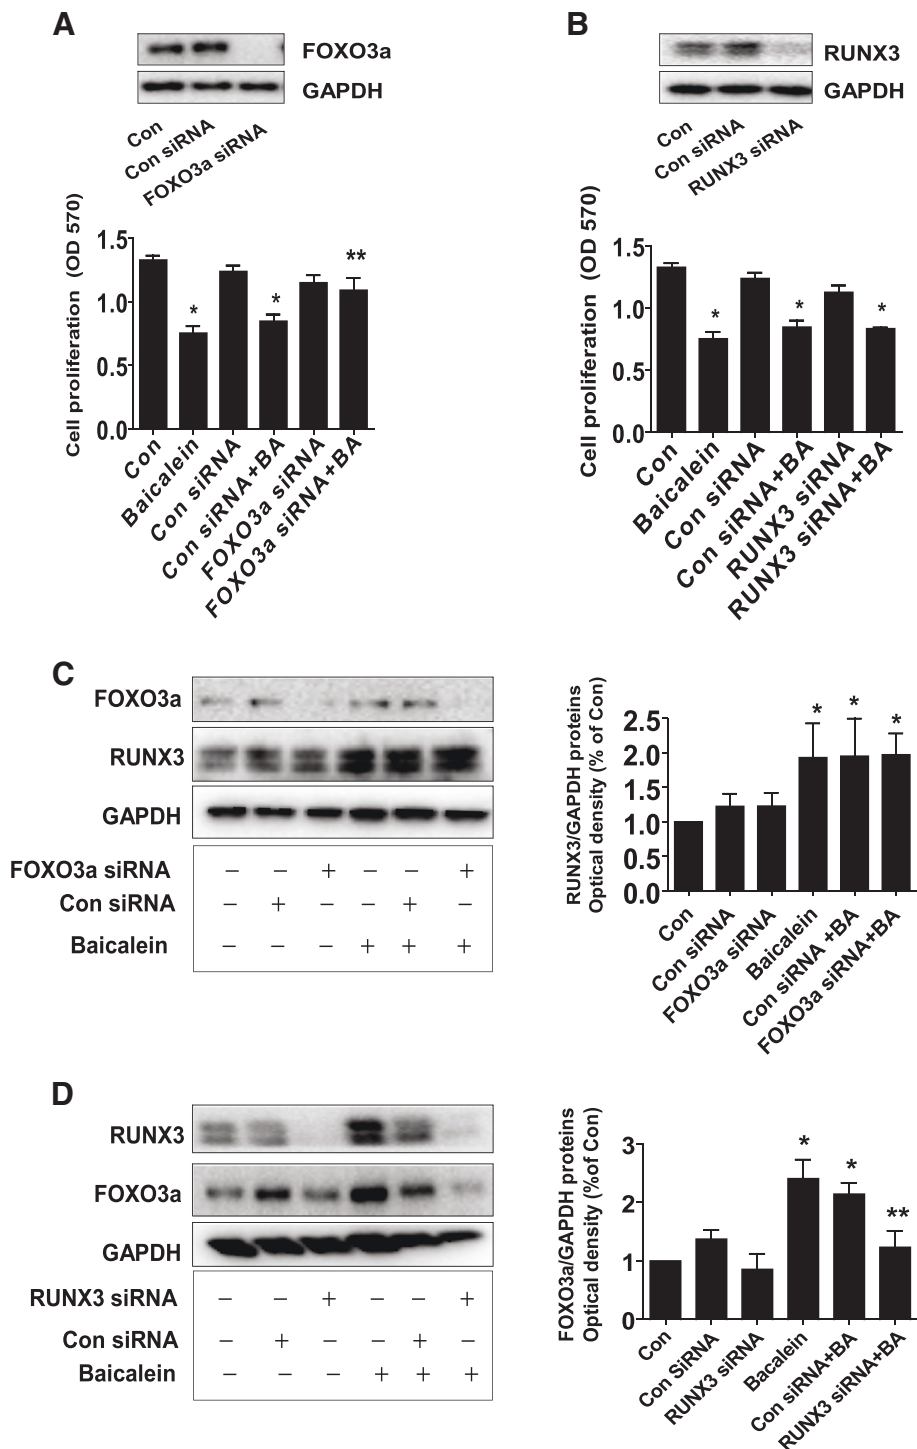 A
FOXO3a
GAPDH
Con
Con siRNA
FOXO3a siRNA
Cell proliferation (OD 570)
1.5
1.0
0.5
0.0
*
*
**
Con
Baicalein
Con siRNA
Con siRNA+BA
FOXO3a siRNA
FOXO3a siRNA+BA
B
RUNX3
GAPDH
Con
Con siRNA
RUNX3 siRNA
Cell proliferation (OD 570)
1.5
1.0
0.5
0.0
*
*
*
Con
Baicalein
Con siRNA
Con siRNA+BA
RUNX3 siRNA
RUNX3 siRNA+BA
C
FOXO3a
RUNX3
GAPDH
FOXO3a siRNA – – + – – +
Con siRNA – + – – + –
Baicalein – – – + + +
RUNX3/GAPDH proteins
Optical density (% of Con)
2.5
2.0
1.5
1.0
0.5
0.0
*
*
*
Con
Con siRNA
FOXO3a siRNA
Baicalein
Con siRNA +BA
FOXO3a siRNA+BA
D
RUNX3
FOXO3a
GAPDH
RUNX3 siRNA – – + – – +
Con siRNA – + – – + –
Baicalein – – – + + +
FOXO3a/GAPDH proteins
Optical density (%of Con)
3
2
1
0
*
*
**
Con
Con SiRNA
RUNX3 siRNA
Bacalein
Con siRNA+BA
RUNX3 siRNA+BA